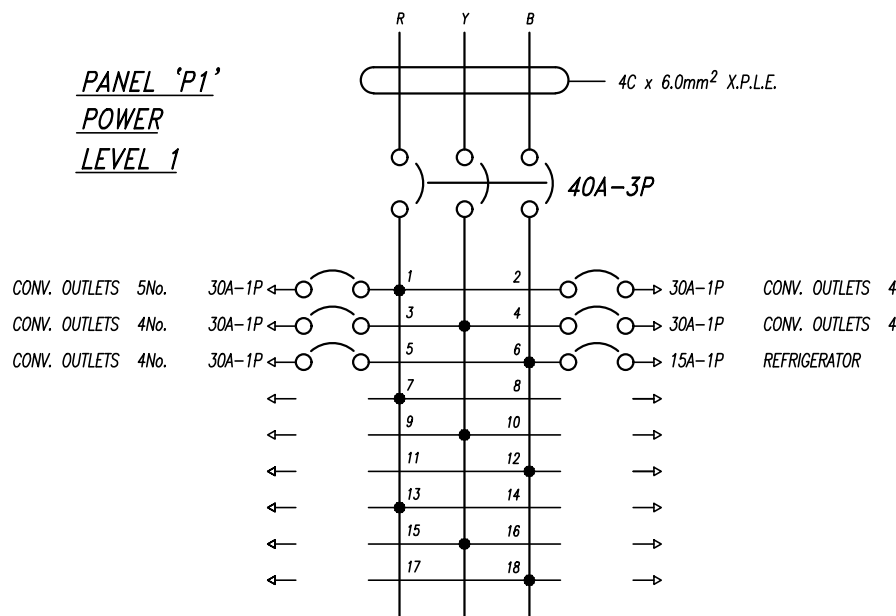 R Y B
PANEL 'P1'
POWER
LEVEL 1
4C x 6.0mm² X.P.L.E.
40A-3P
CONV. OUTLETS 5No. 30A-1P 1 2 30A-1P CONV. OUTLETS 4
CONV. OUTLETS 4No. 30A-1P 3 4 30A-1P CONV. OUTLETS 4
CONV. OUTLETS 4No. 30A-1P 5 6 15A-1P REFRIGERATOR
7 8
9 10
11 12
13 14
15 16
17 18